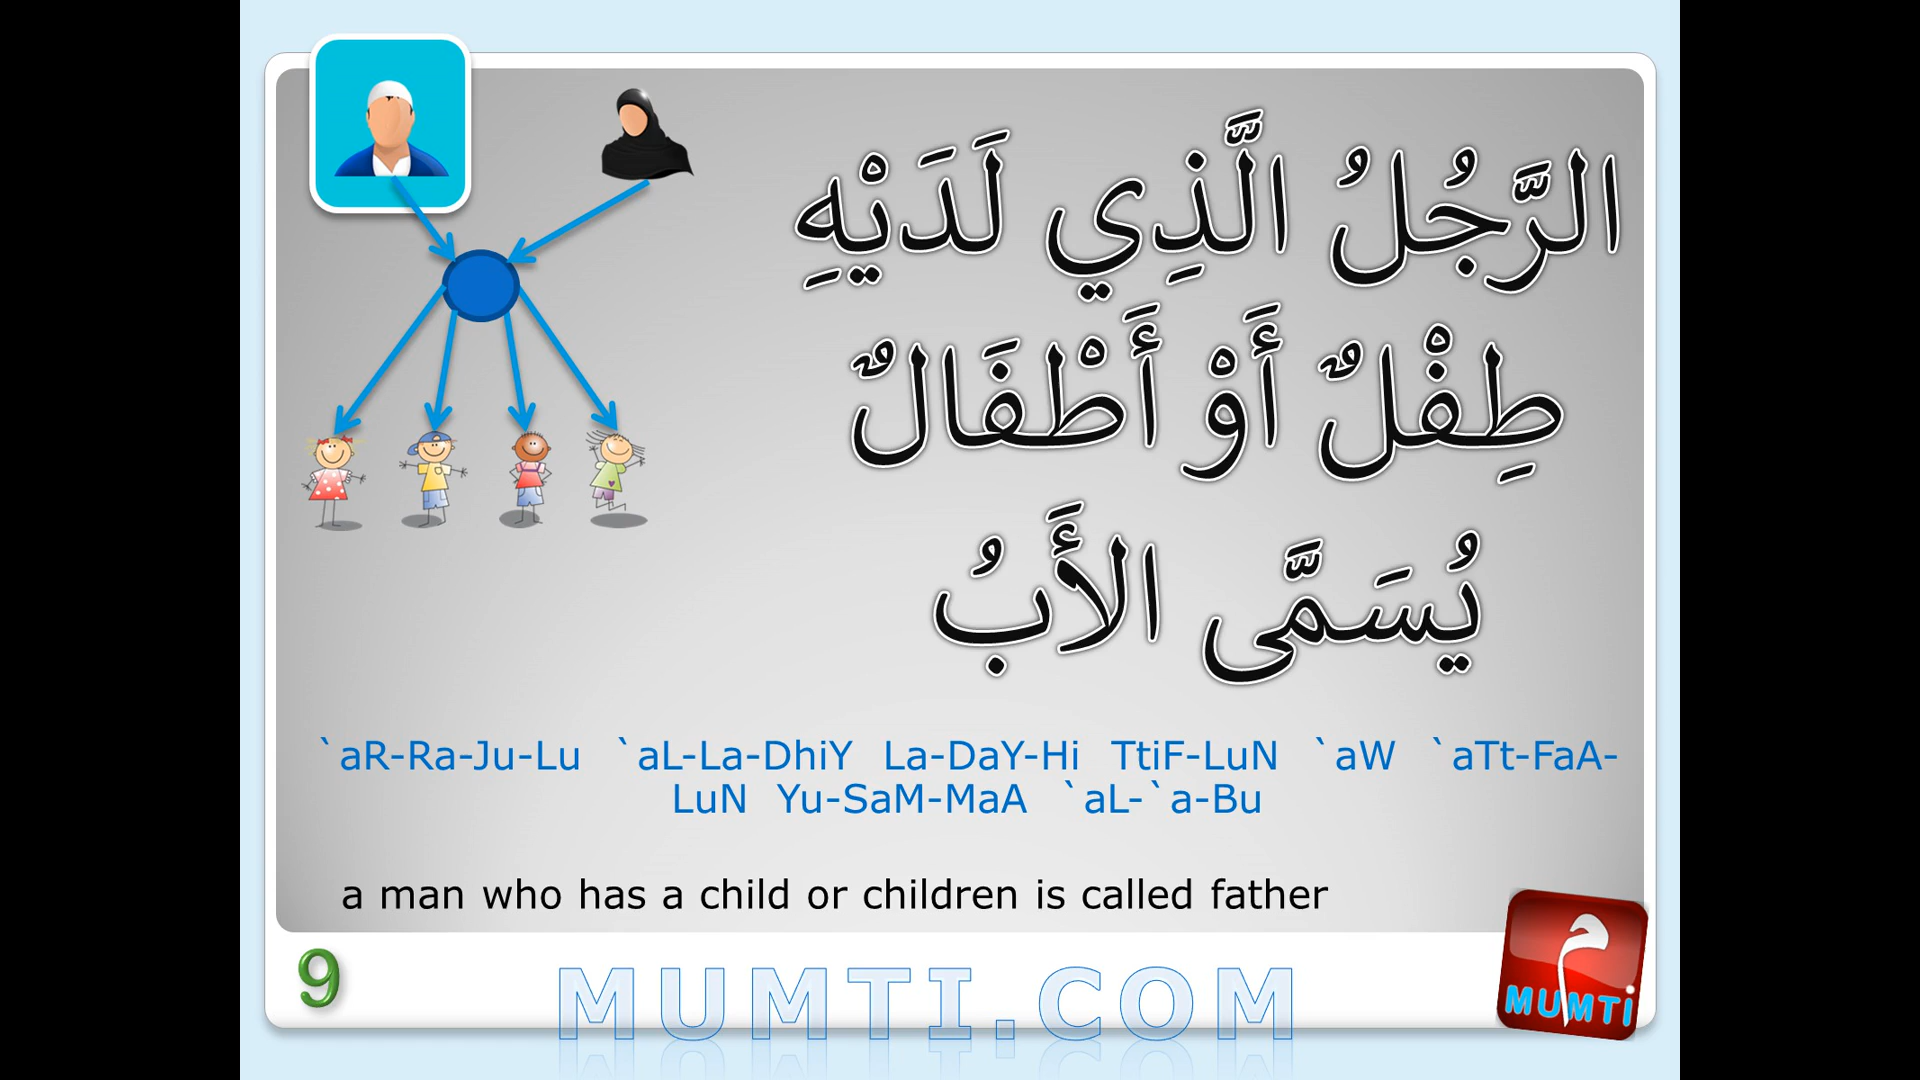 الرَّجُلُ الَّذِي لَدَيْهِ
طِفْلٌ أَوْ أَطْفَالٌ
يُسَمَّى الأَبُ
`aR-Ra-Ju-Lu `aL-La-DhiY La-DaY-Hi TtiF-LuN `aW `aTt-FaA-
LuN Yu-SaM-MaA `aL-`a-Bu
a man who has a child or children is called father
9
MUMTI.COM
م
MUMTi